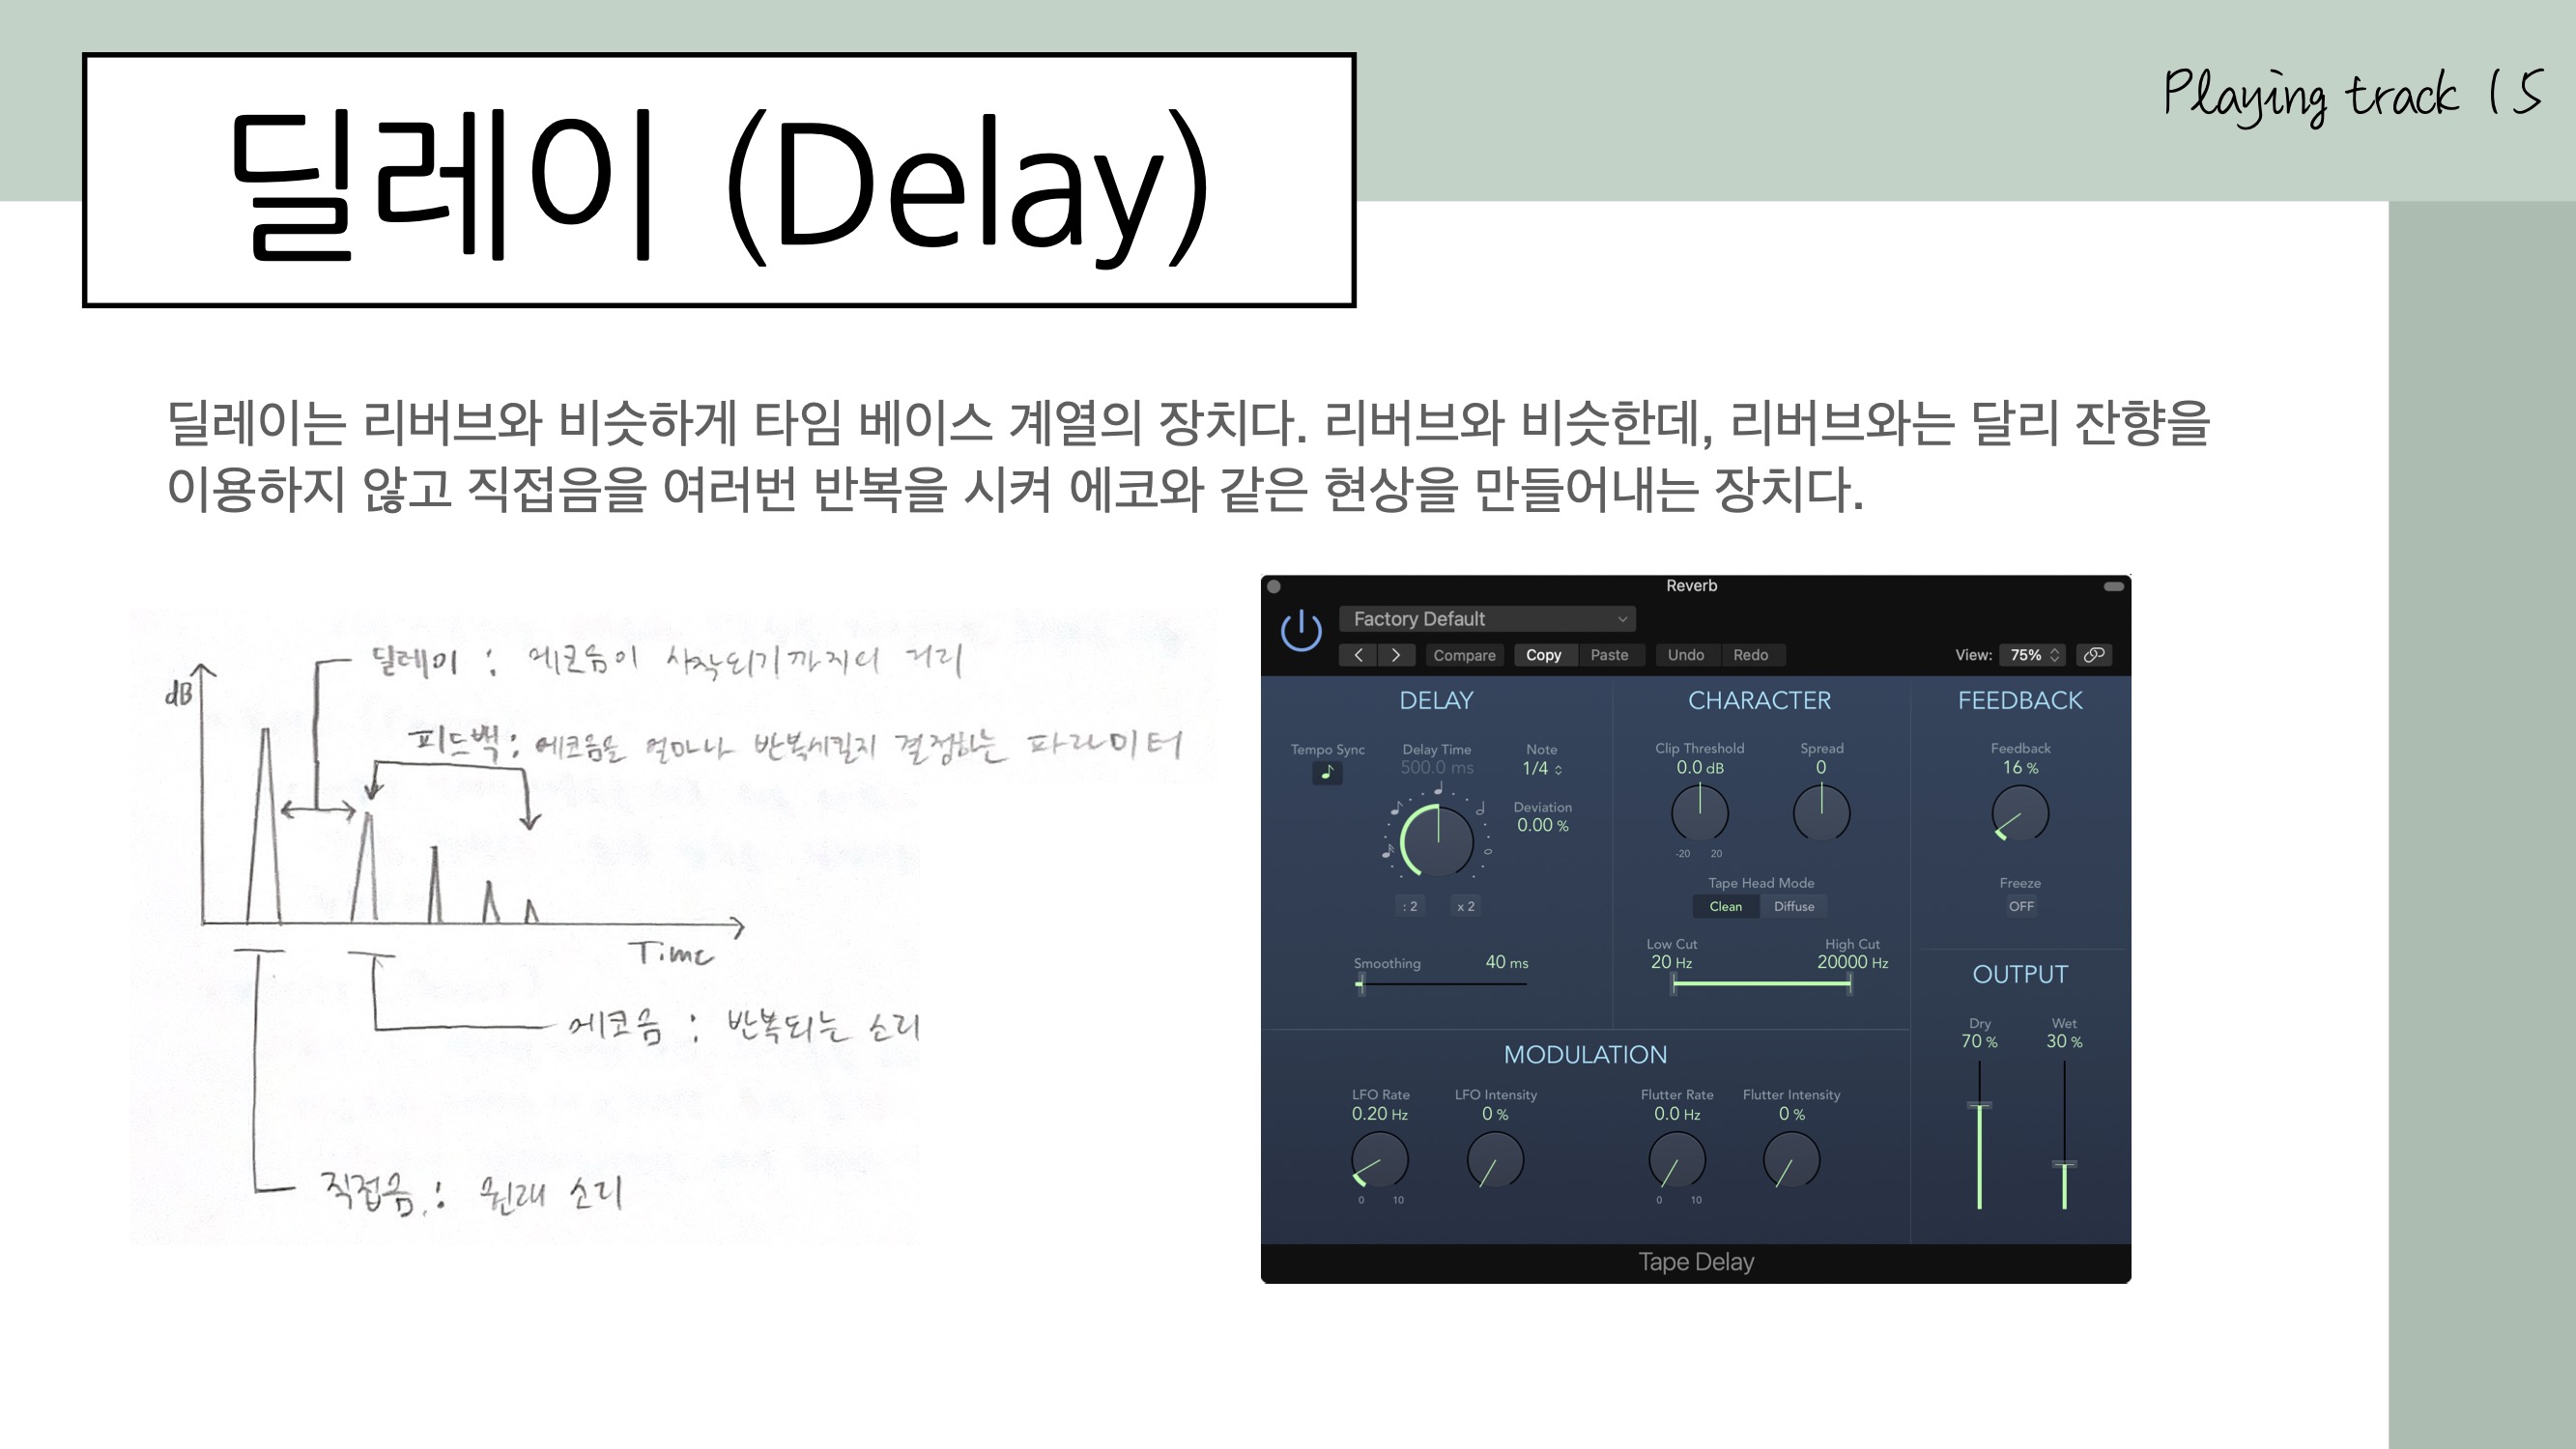 Playing track 15
딜레이 (Delay)
딜레이는 리버브와 비슷하게 타임 베이스 계열의 장치다. 리버브와 비슷한데, 리버브와는 달리 잔향을
이용하지 않고 직접음을 여러번 반복을 시켜 에코와 같은 현상을 만들어내는 장치다.
딜레이 : 에코음이 시작되기까지의 거리
dB
피드백 : 에코음을 얼마나 반복시킬지 결정하는 파라미터
Time
에코음 : 반복되는 소리
직접음 : 원래 소리
Reverb
Factory Default
Compare Copy Paste Undo Redo View: 75%
DELAY
Tempo Sync
Delay Time
500.0 ms
Note
1/4
Deviation
0.00 %
: 2 x 2
Smoothing 40 ms
CHARACTER
Clip Threshold
0.0 dB
-20 20
Spread
0
Tape Head Mode
Clean Diffuse
Low Cut
20 Hz
High Cut
20000 Hz
FEEDBACK
Feedback
16 %
Freeze
OFF
MODULATION
LFO Rate
0.20 Hz
0 10
LFO Intensity
0 %
Flutter Rate
0.0 Hz
0 10
Flutter Intensity
0 %
OUTPUT
Dry
70 %
Wet
30 %
Tape Delay